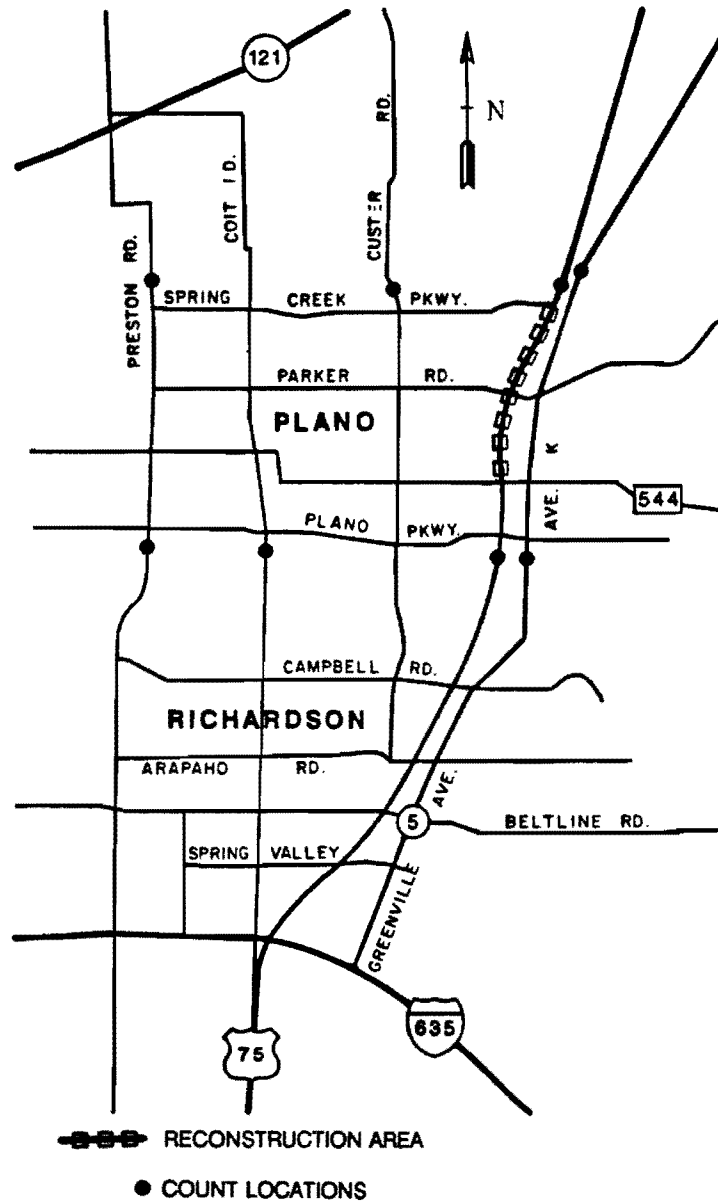 121
N
RD.
COIT
CUSTER
PRESTON RD.
SPRING CREEK PKWY.
PARKER RD.
PLANO
AVE. K
544
PLANO PKWY.
CAMPBELL RD.
RICHARDSON
ARAPAHO RD.
AVE.
5
BELTLINE RD.
SPRING VALLEY
GREENVILLE
75
635
RECONSTRUCTION AREA
COUNT LOCATIONS